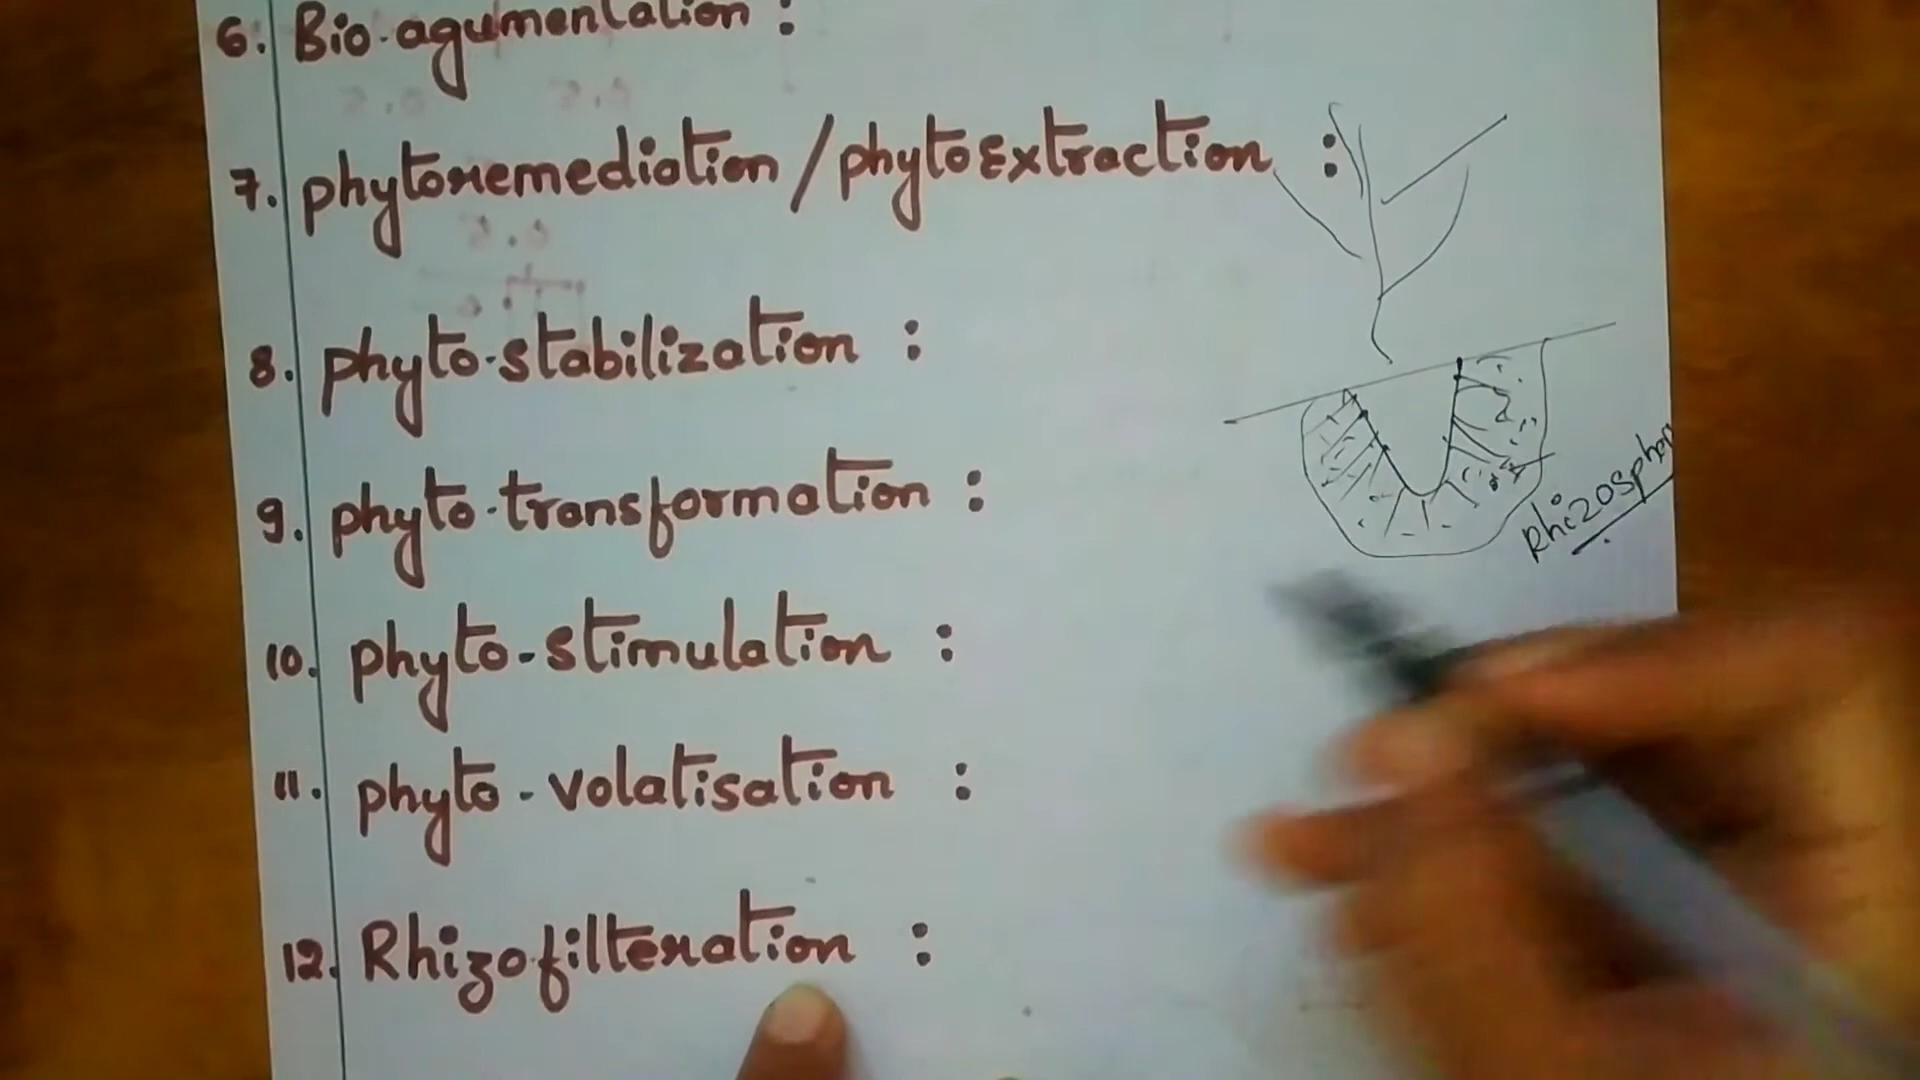 6. Bio-agumentation :
7. phytoremediation / phytoExtraction :
8. phyto-stabilization :
9. phyto-transformation :
Rhizospher
10. phyto-stimulation :
11. phyto-volatisation :
12. Rhizofilteration :